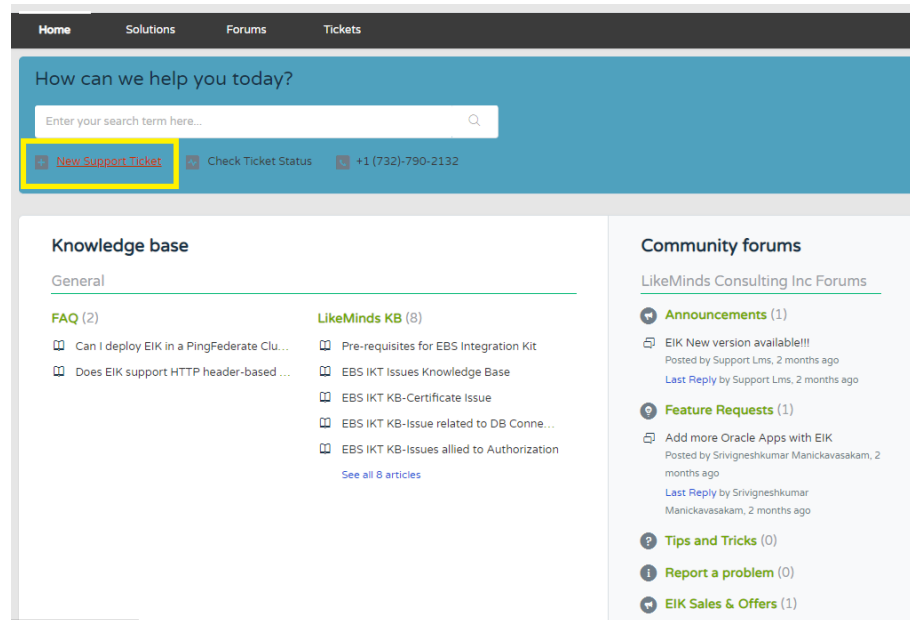 Home Solutions Forums Tickets
How can we help you today?
Enter your search term here...
New Support Ticket Check Ticket Status +1 (732)-790-2132
Knowledge base
General
FAQ (2)
Can I deploy EIK in a PingFederate Clu...
Does EIK support HTTP header-based ...
LikeMinds KB (8)
Pre-requisites for EBS Integration Kit
EBS IKT Issues Knowledge Base
EBS IKT KB-Certificate Issue
EBS IKT KB-Issue related to DB Conne...
EBS IKT KB-Issues allied to Authorization
See all 8 articles
Community forums
LikeMinds Consulting Inc Forums
Announcements (1)
EIK New version available!!!
Posted by Support Lms, 2 months ago
Last Reply by Support Lms, 2 months ago
Feature Requests (1)
Add more Oracle Apps with EIK
Posted by Srivigneshkumar Manickavasakam, 2
months ago
Last Reply by Srivigneshkumar
Manickavasakam, 2 months ago
Tips and Tricks (0)
Report a problem (0)
EIK Sales & Offers (1)